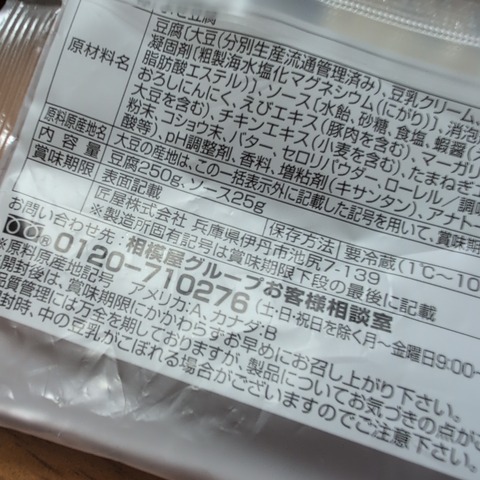 豆腐
原材料名 豆腐[大豆(分別生産流通管理済み)、豆乳クリーム、
凝固剤[粗製海水塩化マグネシウム(にがり)]、消泡
脂肪酸エステル)]、ソース[水飴、砂糖、食塩、蝦醤(
おろしにんにく、えびエキス(豚肉を含む)、マーガリ
大豆を含む)、チキンエキス(小麦を含む)、たまねぎエ
粉末、コショウ末、バター、セロリパウダー、ローレル/調味
酸等)、pH調整剤、香料、増粘剤(キサンタン)、アナトー
原料原産地名 大豆の産地は、この一括表示外に記載した記号を用いて、賞味期限
内容量 豆腐250g、ソース25g
賞味期限 表面記載 保存方法 要冷蔵(1℃~10
匠屋株式会社 兵庫県伊丹市池尻7-139
※製造所固有記号は賞味期限下段の最後に記載
お問い合わせ先 相模屋グループお客様相談室
0120-710276 (土・日・祝日を除く月~金曜日9:00~
※原料原産地記号 アメリカ:A、カナダ:B
開封後は、賞味期限にかかわらずお早めにお召し上がり下さい。
品質管理には万全を期しておりますが、製品についてお気づきの点がご
開封時、中の豆乳がこぼれる場合がございますのでご注意下さい。